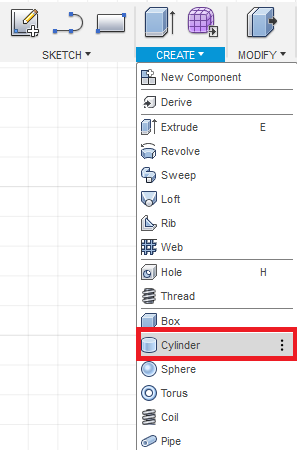 SKETCH CREATE MODIFY
New Component
Derive
Extrude E
Revolve
Sweep
Loft
Rib
Web
Hole H
Thread
Box
Cylinder
Sphere
Torus
Coil
Pipe